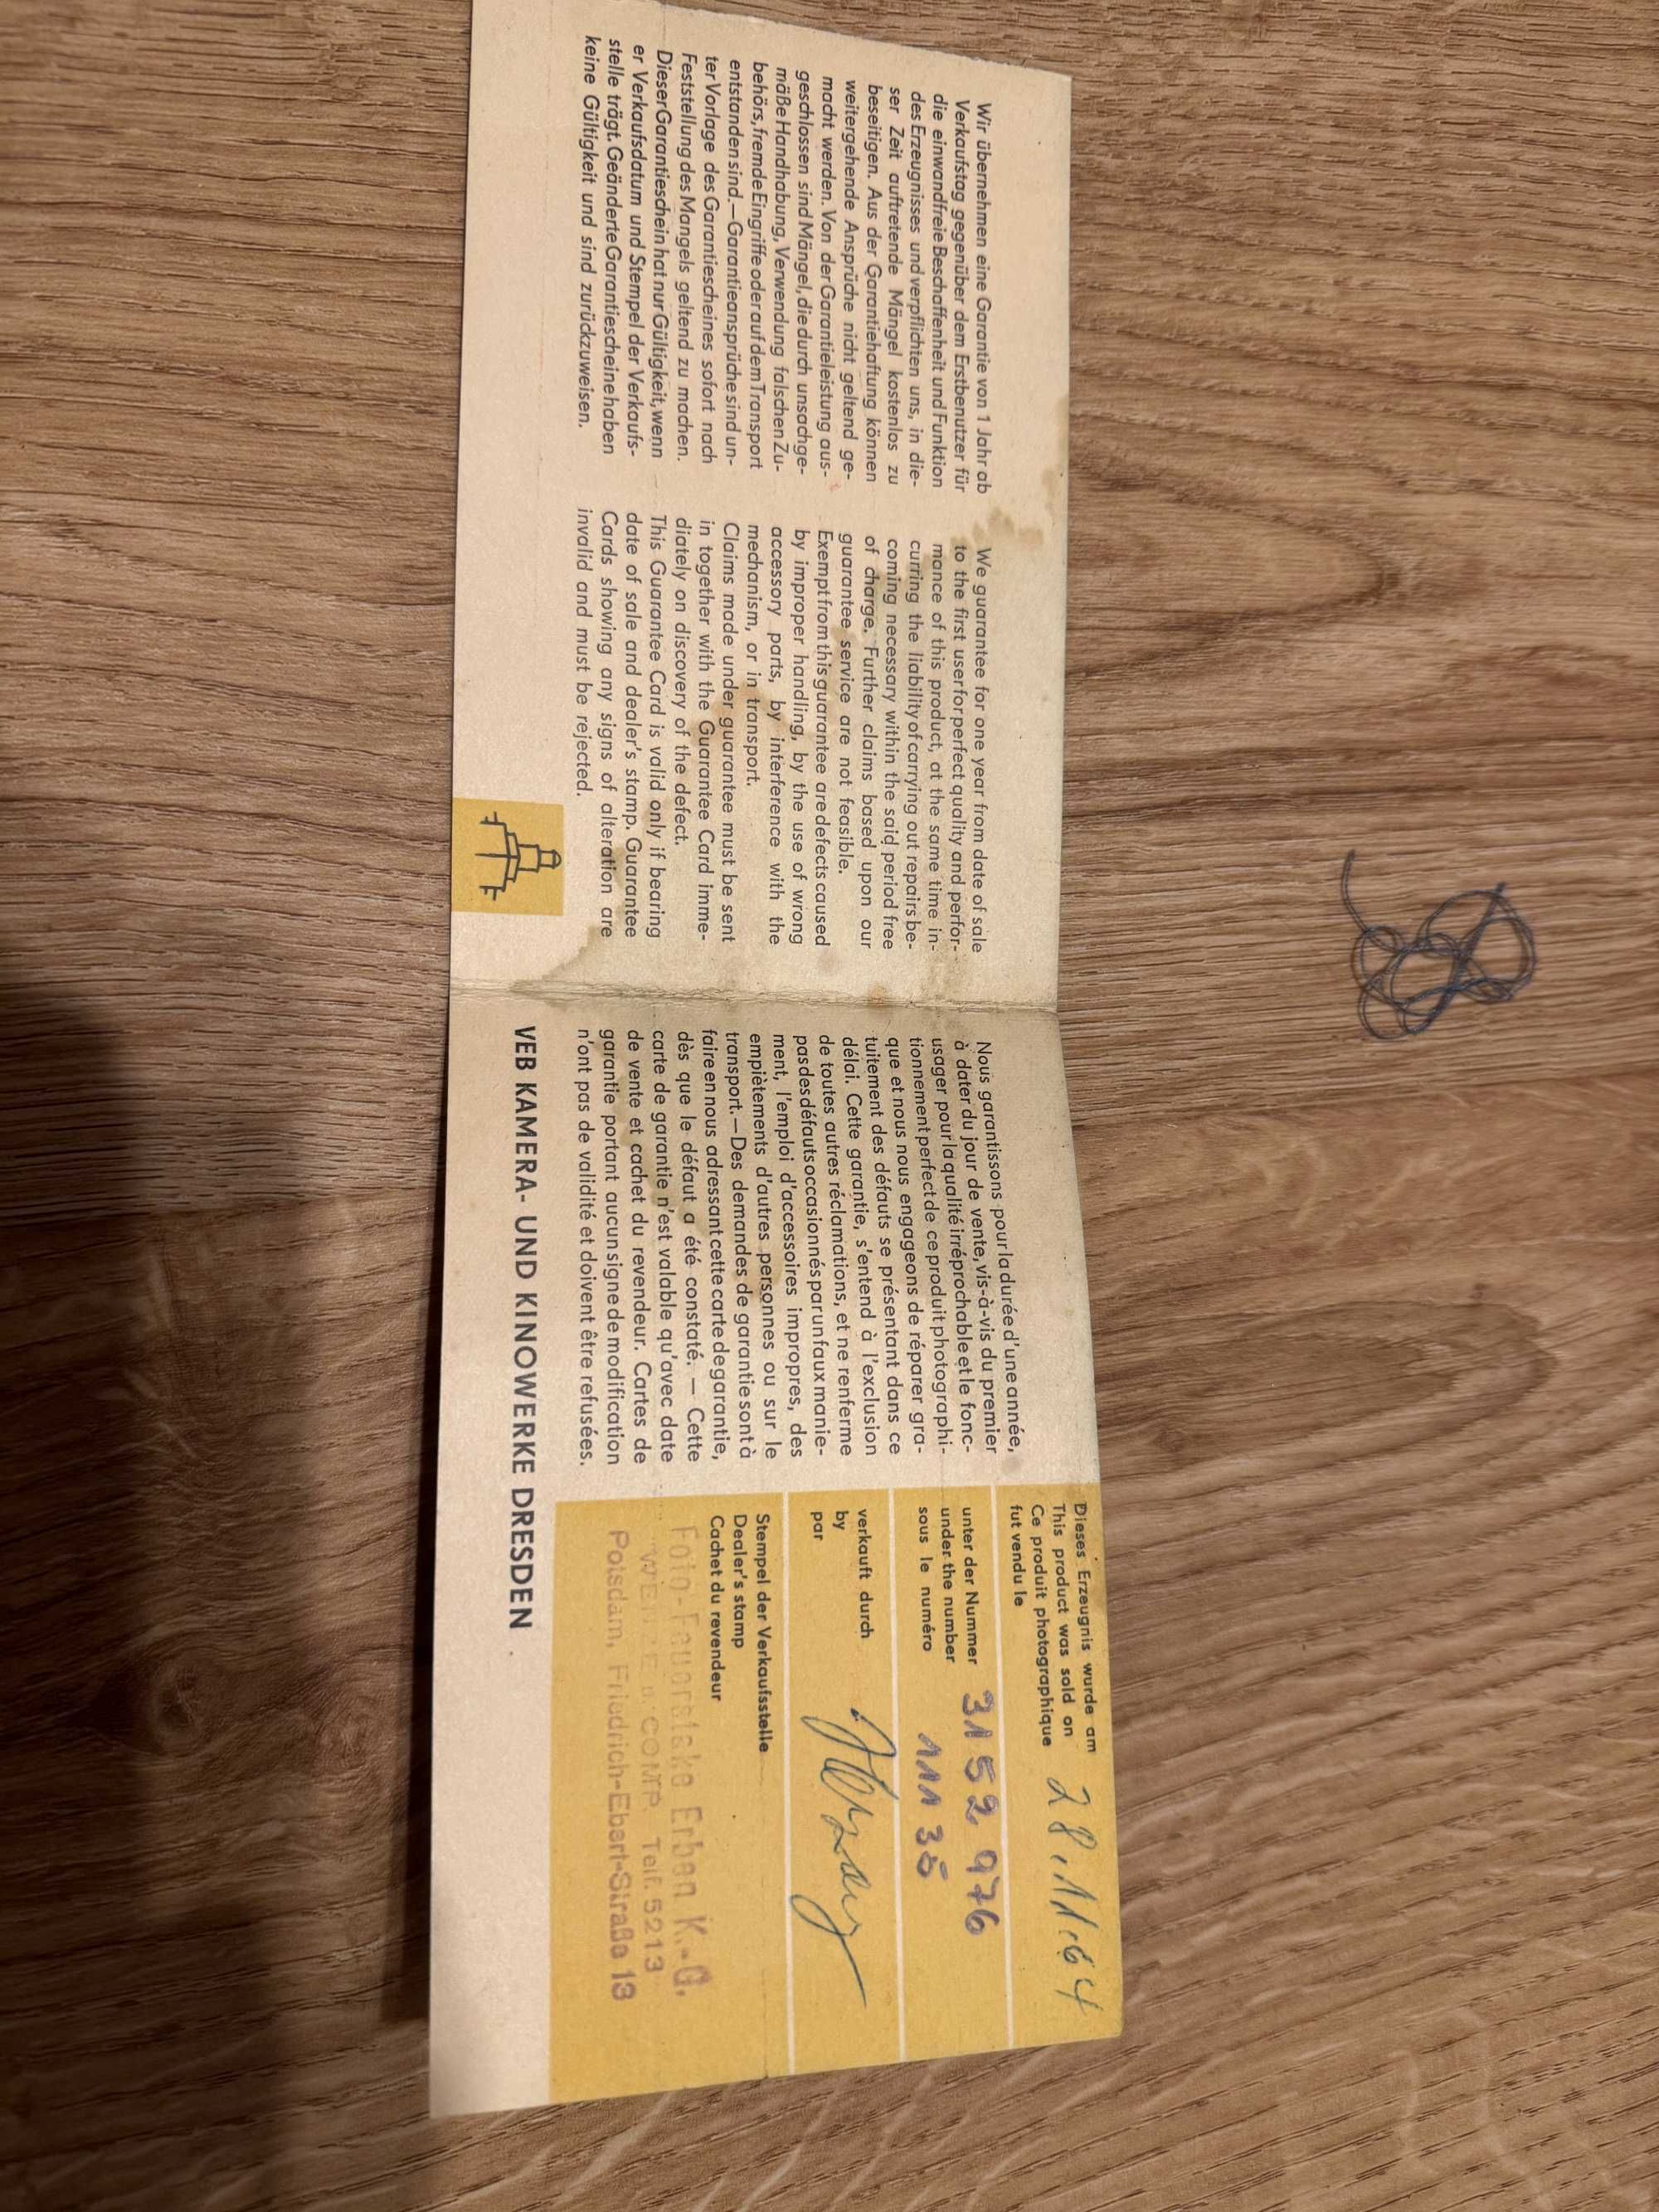 Wir übernehmen eine Garantie von 1 Jahr ab
Verkaufstag gegenüber dem Erstbenutzer für
die einwandfreie Beschaffenheit und Funktion
des Erzeugnisses und verpflichten uns, in die-
ser Zeit auftretende Mängel kostenlos zu
beseitigen. Aus der Garantiehaftung können
weitergehende Ansprüche nicht geltend ge-
macht werden. Von der Garantieleistung aus-
geschlossen sind Mängel, die durch unsachge-
mäße Handhabung, Verwendung falschen Zu-
behörs, fremde Eingriffe oder auf dem Transport
entstanden sind. — Garantieansprüche sind un-
ter Vorlage des Garantiescheines sofort nach
Feststellung des Mangels geltend zu machen.
Dieser Garantieschein hat nur Gültigkeit, wenn
er Verkaufsdatum und Stempel der Verkaufs-
stelle trägt. Geänderte Garantiescheine haben
keine Gültigkeit und sind zurückzuweisen.
We guarantee for one year from date of sale
to the first user for perfect quality and perfor-
mance of this product, at the same time in-
curring the liability of carrying out repairs be-
coming necessary within the said period free
of charge. Further claims based upon our
guarantee service are not feasible.
Exempt from this guarantee are defects caused
by improper handling, by the use of wrong
accessory parts, by interference with the
mechanism, or in transport.
Claims made under guarantee must be sent
in together with the Guarantee Card imme-
diately on discovery of the defect.
This Guarantee Card is valid only if bearing
date of sale and dealer's stamp. Guarantee
Cards showing any signs of alteration are
invalid and must be rejected.
Nous garantissons pour la durée d'une année,
à dater du jour de vente, vis-à-vis du premier
usager pour la qualité irréprochable et le fonc-
tionnement perfect de ce produit photographi-
que et nous nous engageons de réparer gra-
tuitement des défauts se présentant dans ce
délai. Cette garantie, s'entend à l'exclusion
de toutes autres réclamations, et ne renferme
pas des défauts occasionnés par un faux manie-
ment, l'emploi d'accessoires impropres, des
empiètements d'autres personnes ou sur le
transport. — Des demandes de garantie sont à
faire en nous adressant cette carte de garantie,
dès que le défaut a été constaté. — Cette
carte de garantie n'est valable qu'avec date
de vente et cachet du revendeur. Cartes de
garantie portant aucun signe de modification
n'ont pas de validité et doivent être refusées.
VEB KAMERA- UND KINOWERKE DRESDEN
Dieses Erzeugnis wurde am
This product was sold on
Ce produit photographique
fut vendu le
28.11.64
unter der Nummer
under the number
sous le numéro
3152 976
111 35
verkauft durch
by
par
Stempel der Verkaufsstelle
Dealer's stamp
Cachet du revendeur
Foto- Erben K.-G.
COMP. Telf. 5213
Potsdam, Friedrich-Ebert-Straße 13